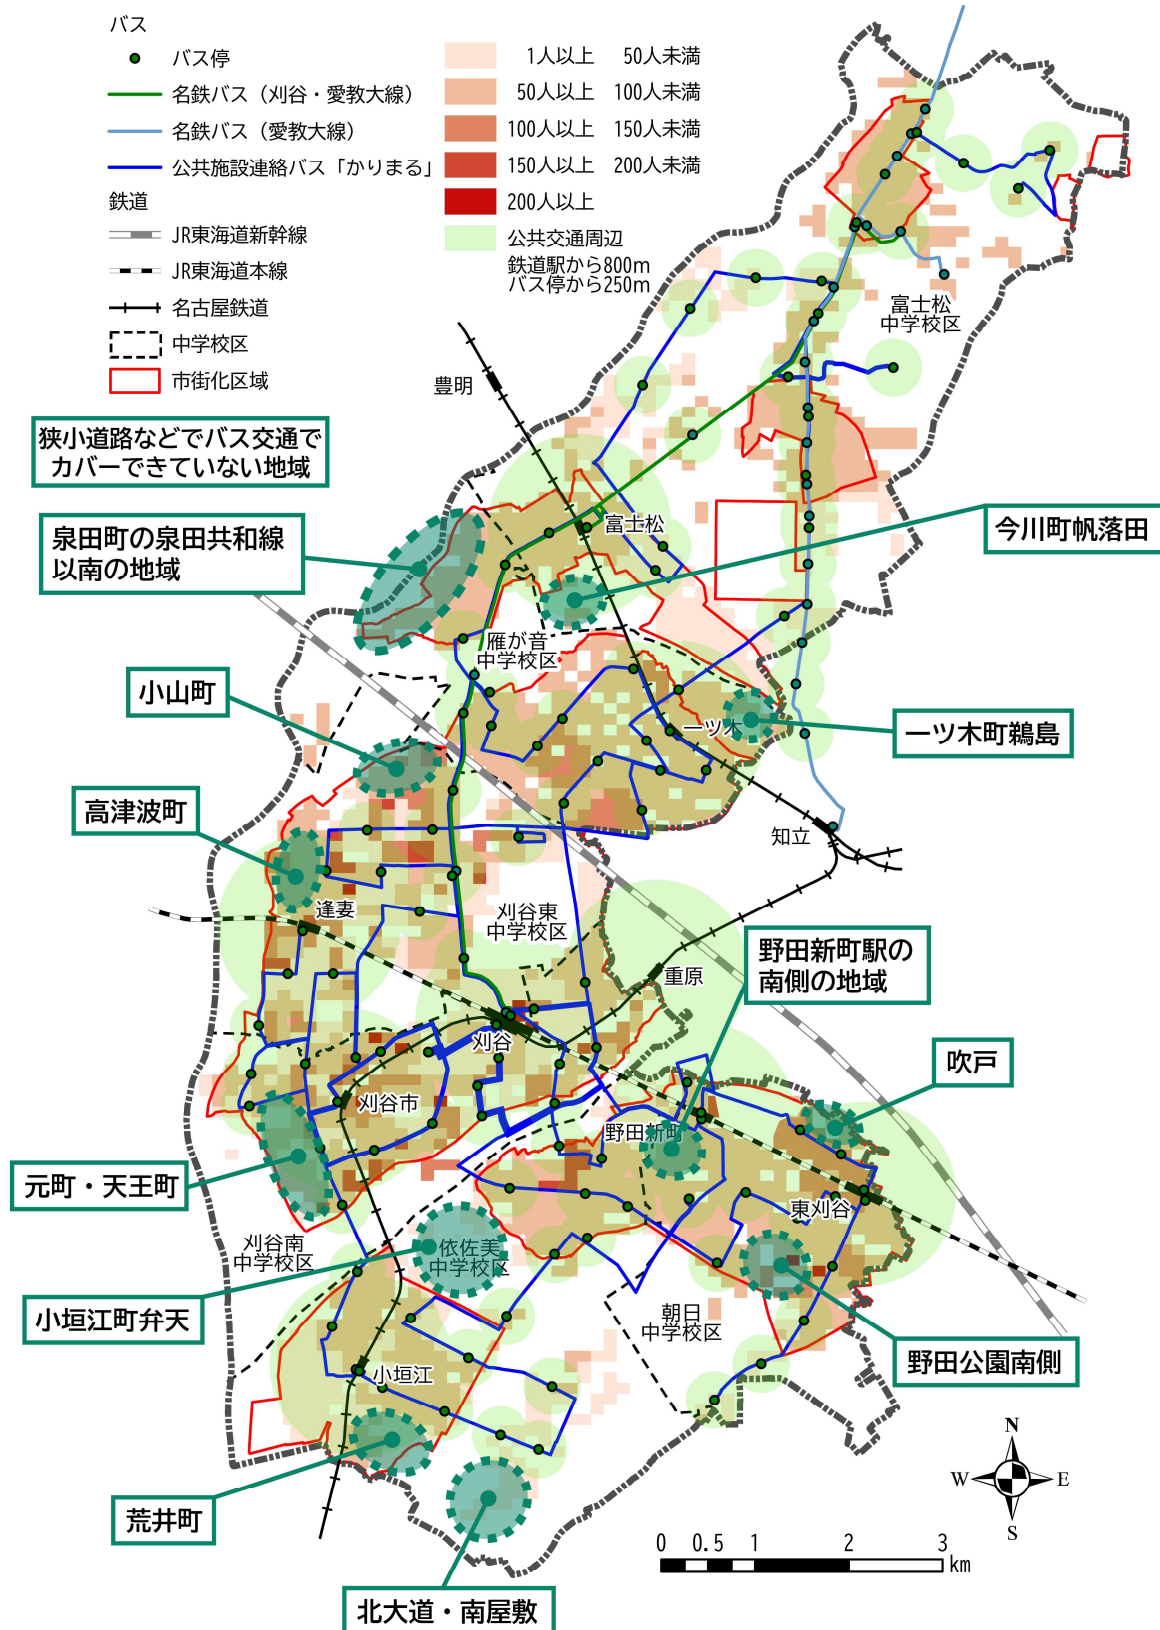 バス
バス停
名鉄バス（刈谷・愛教大線）
名鉄バス（愛教大線）
公共施設連絡バス「かりまる」
鉄道
JR東海道新幹線
JR東海道本線
名古屋鉄道
中学校区
市街化区域
1人以上 50人未満
50人以上 100人未満
100人以上 150人未満
150人以上 200人未満
200人以上
公共交通周辺
鉄道駅から800m
バス停から250m
狭小道路などでバス交通で
カバーできていない地域
泉田町の泉田共和線
以南の地域
小山町
高津波町
元町・天王町
小垣江町弁天
荒井町
北大道・南屋敷
今川町帆落田
一ツ木町鵜島
野田新町駅の
南側の地域
吹戸
野田公園南側
富士松
中学校区
豊明
富士松
雁が音
中学校区
一ツ木
知立
逢妻
刈谷東
中学校区
重原
刈谷
刈谷市
野田新町
東刈谷
刈谷南
中学校区
依佐美
中学校区
朝日
中学校区
小垣江
N
W
E
S
0 0.5 1 2 3
km